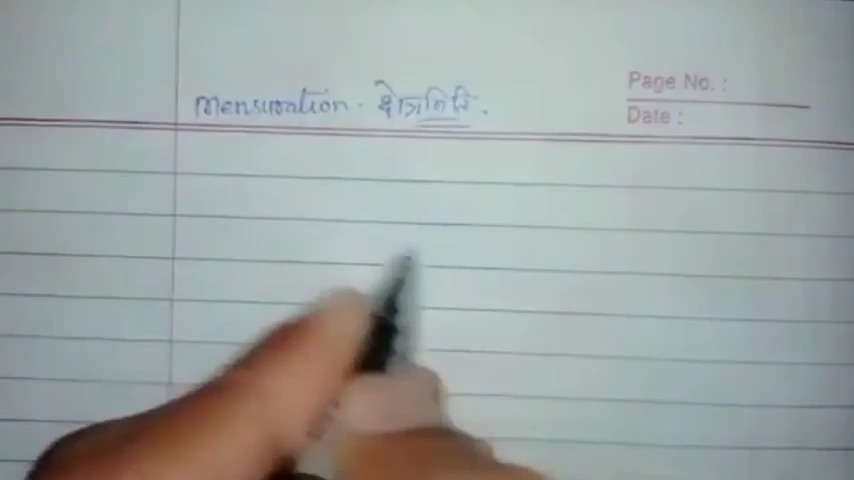 Mensuration. क्षेत्रमिति.
Page No. :
Date :